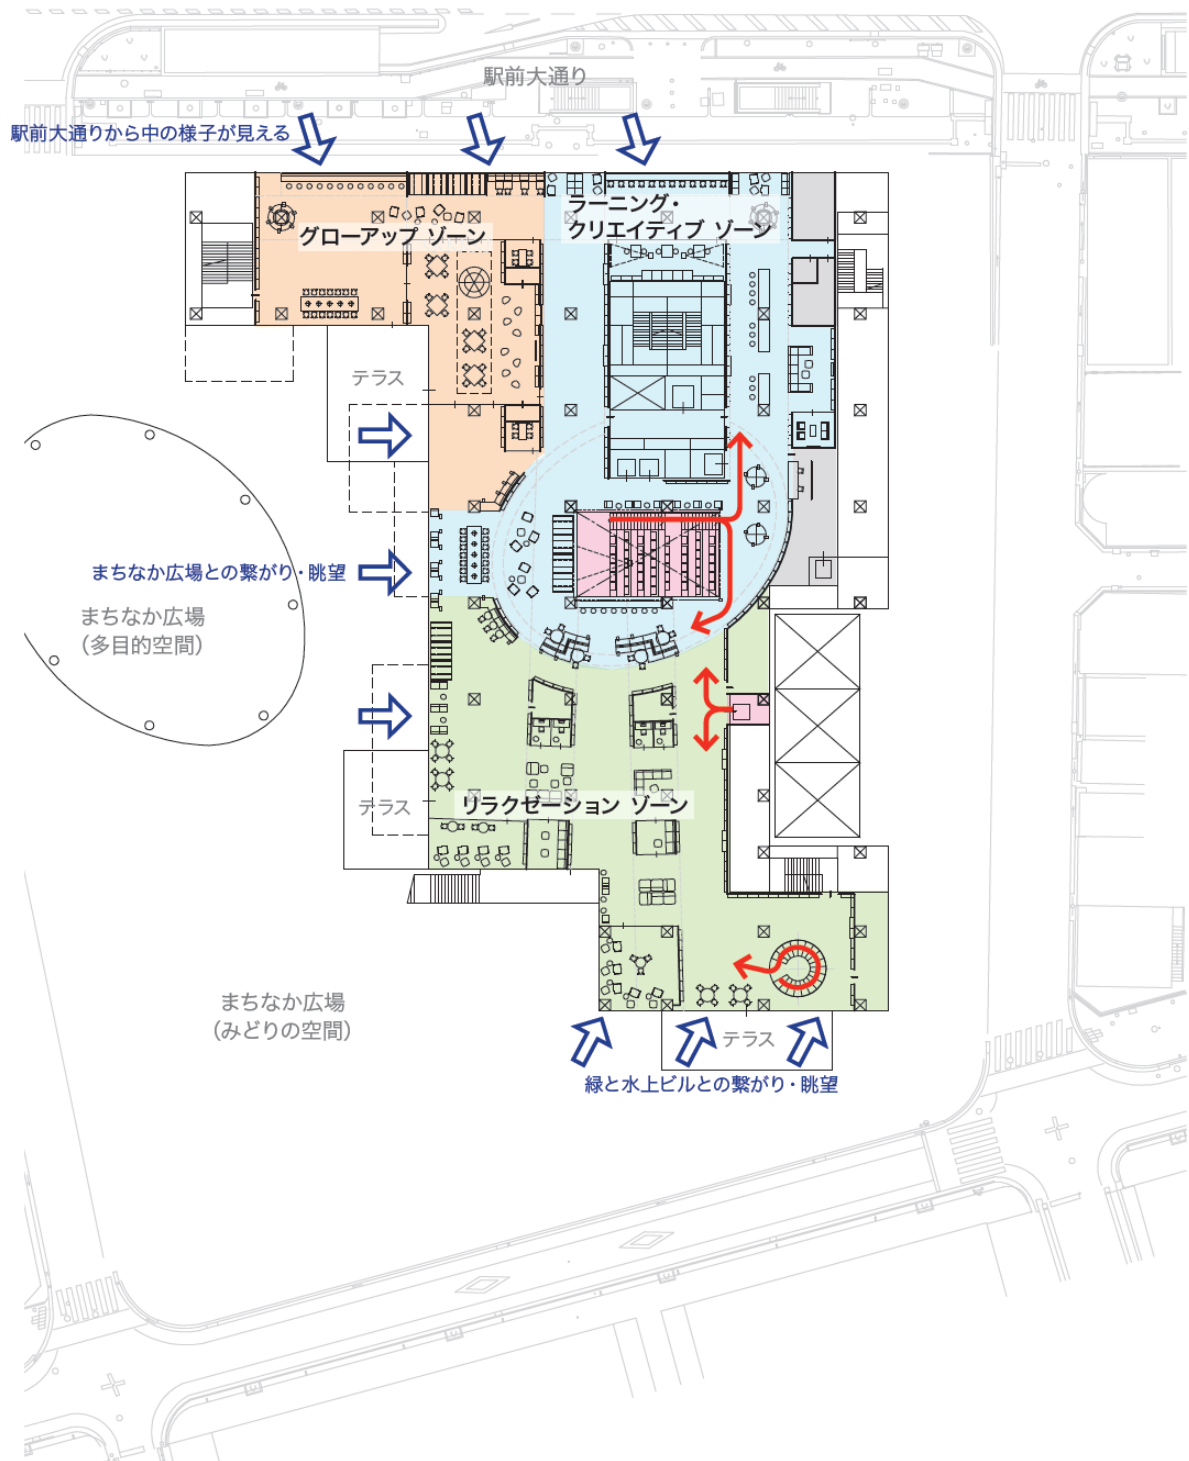 駅前大通り
駅前大通りから中の様子が見える
グローアップ ゾーン
ラーニング・
クリエイティブ ゾーン
テラス
まちなか広場との繋がり・眺望
まちなか広場
（多目的空間）
テラス
リラクゼーション ゾーン
まちなか広場
（みどりの空間）
テラス
緑と水上ビルとの繋がり・眺望